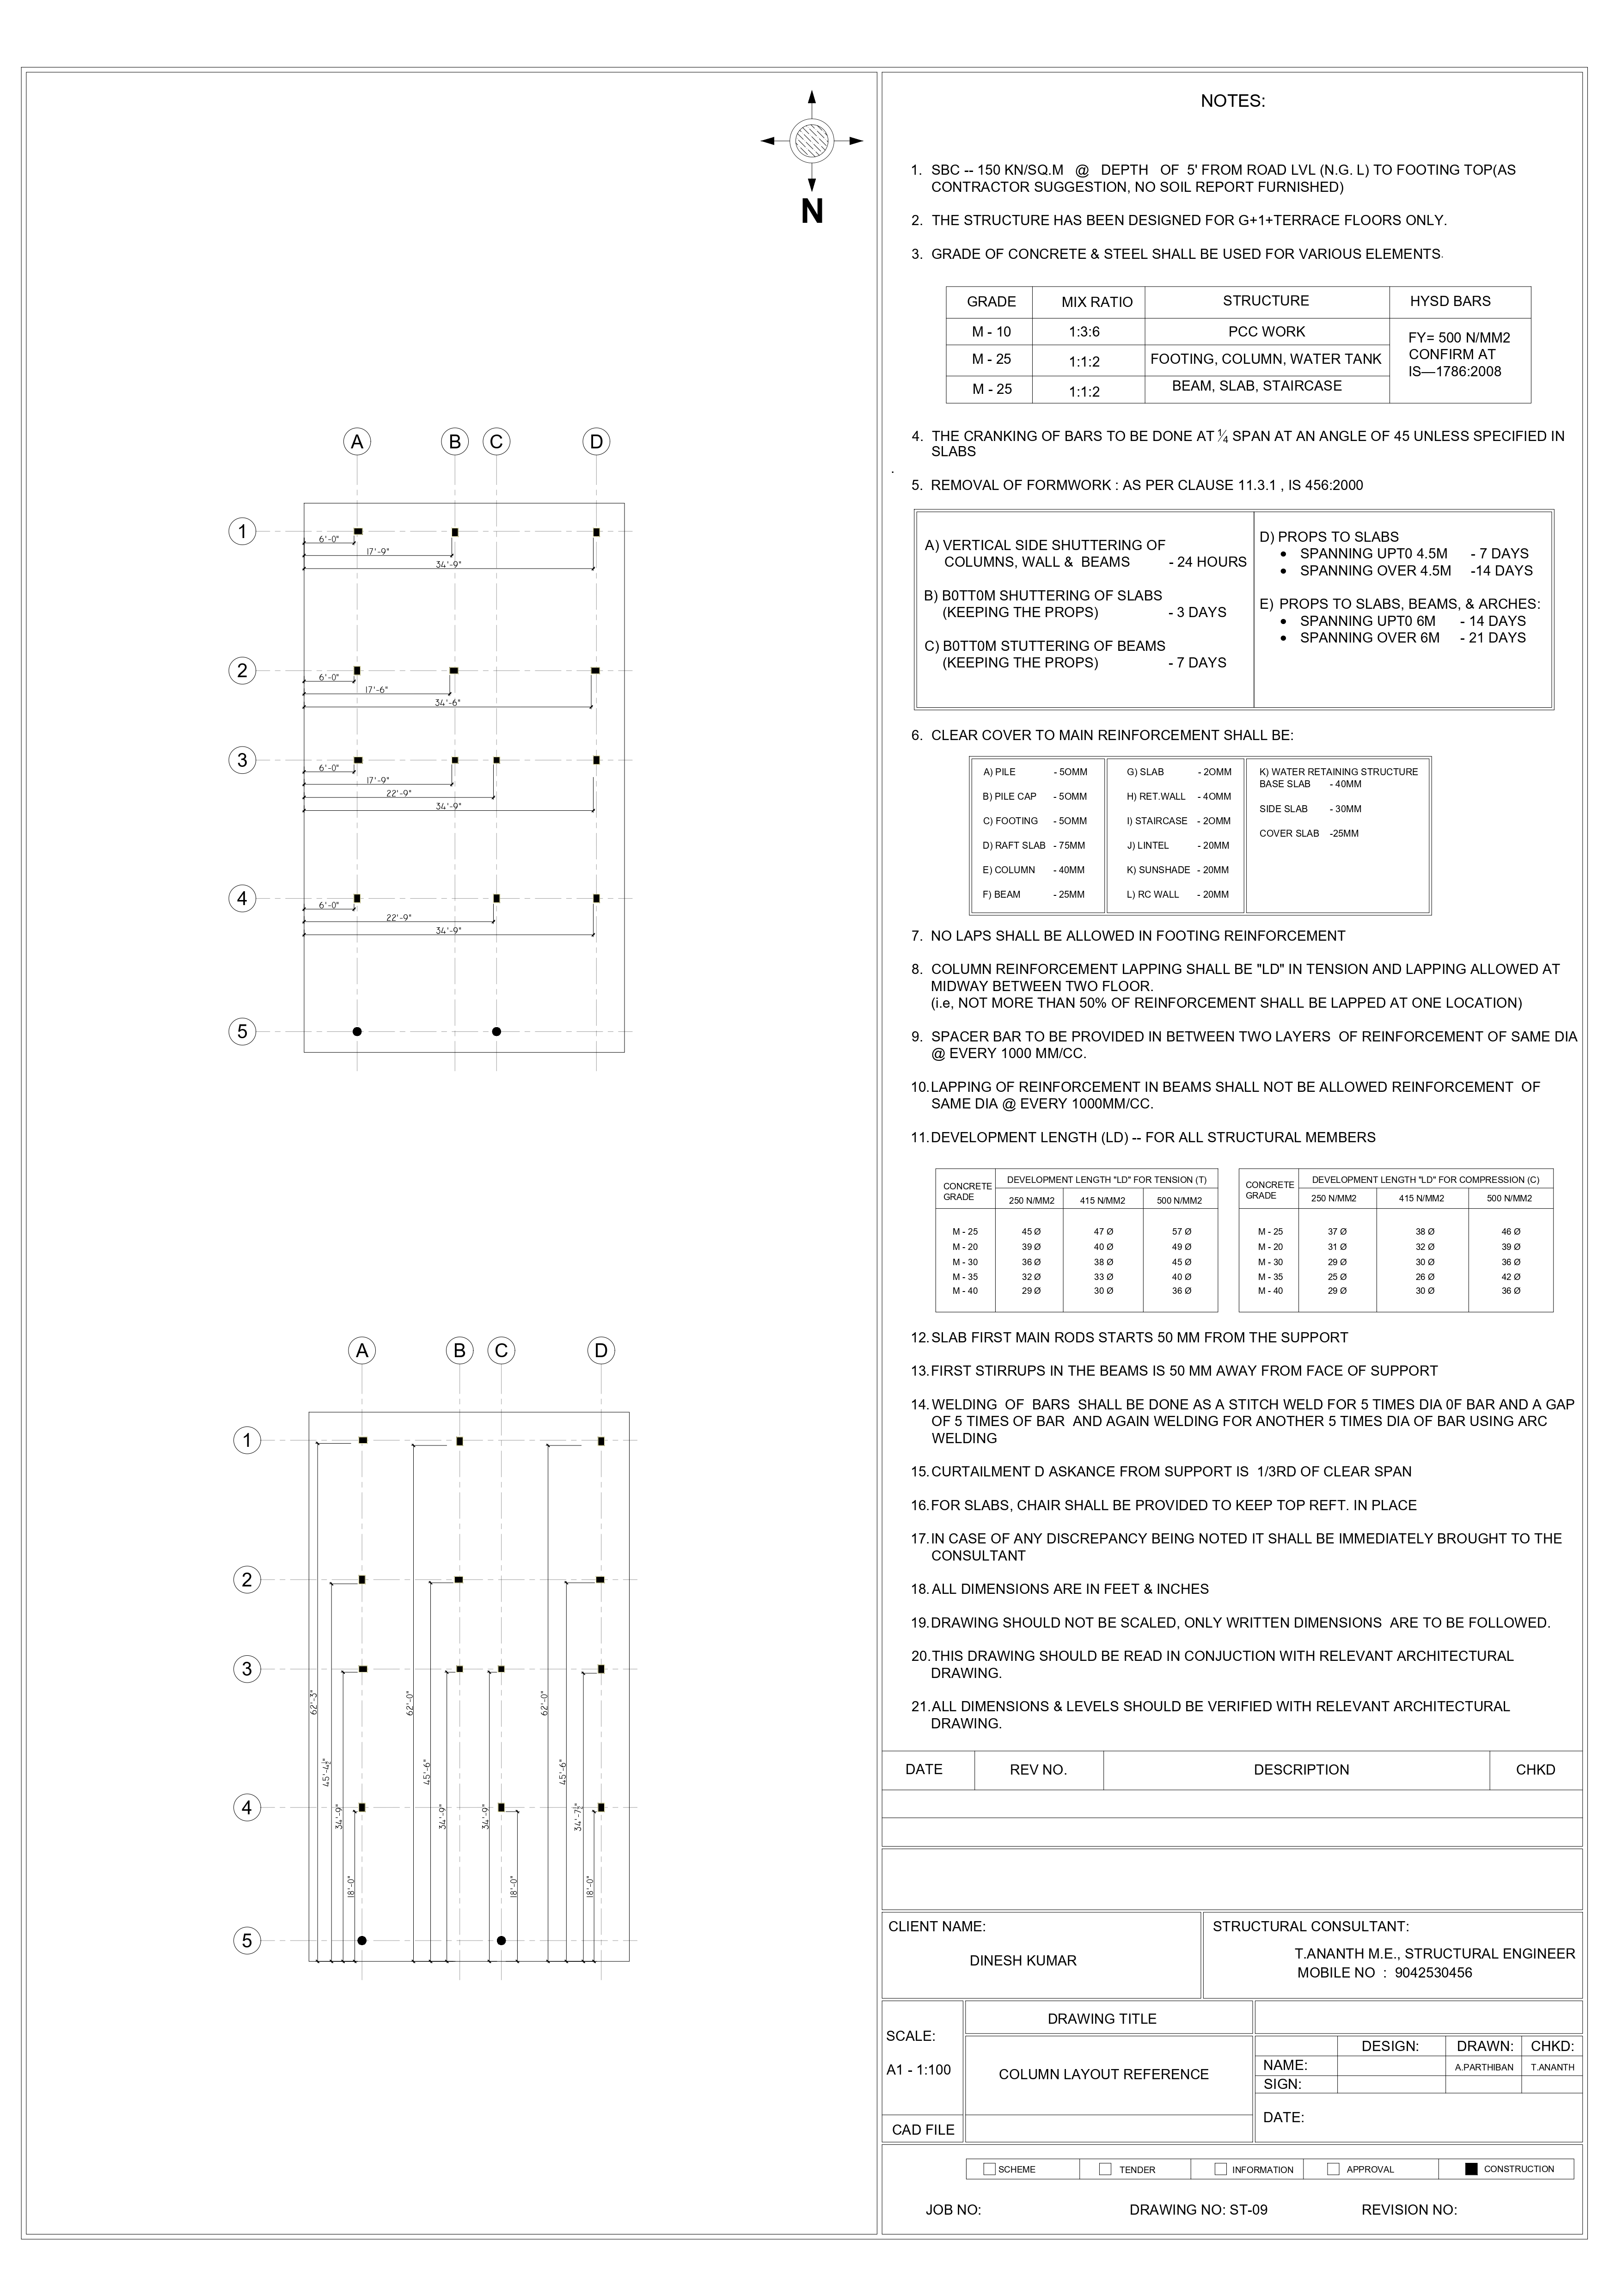 N
A
B
C
D
1
6'-0"
17'-9"
34'-9"
2
6'-0"
17'-6"
34'-6"
3
6'-0"
17'-9"
22'-9"
34'-9"
4
6'-0"
22'-9"
34'-9"
5
A
B
C
D
1
2
3
4
5
62'-3"
45'-4½"
34'-9"
18'-0"
62'-0"
45'-6"
34'-9"
34'-9"
18'-0"
62'-0"
45'-6"
34'-7½"
18'-0"
NOTES:
1. SBC -- 150 KN/SQ.M @ DEPTH OF 5' FROM ROAD LVL (N.G. L) TO FOOTING TOP(AS
CONTRACTOR SUGGESTION, NO SOIL REPORT FURNISHED)
2. THE STRUCTURE HAS BEEN DESIGNED FOR G+1+TERRACE FLOORS ONLY.
3. GRADE OF CONCRETE & STEEL SHALL BE USED FOR VARIOUS ELEMENTS.
GRADE MIX RATIO STRUCTURE HYSD BARS
M - 10 1:3:6 PCC WORK
M - 25 1:1:2 FOOTING, COLUMN, WATER TANK
M - 25 1:1:2 BEAM, SLAB, STAIRCASE
FY= 500 N/MM2
CONFIRM AT
IS—1786:2008
4. THE CRANKING OF BARS TO BE DONE AT ¼ SPAN AT AN ANGLE OF 45 UNLESS SPECIFIED IN
SLABS
5. REMOVAL OF FORMWORK : AS PER CLAUSE 11.3.1 , IS 456:2000
A) VERTICAL SIDE SHUTTERING OF
COLUMNS, WALL & BEAMS - 24 HOURS
B) B0TT0M SHUTTERING OF SLABS
(KEEPING THE PROPS) - 3 DAYS
C) B0TT0M STUTTERING OF BEAMS
(KEEPING THE PROPS) - 7 DAYS
D) PROPS TO SLABS
• SPANNING UPT0 4.5M - 7 DAYS
• SPANNING OVER 4.5M -14 DAYS
E) PROPS TO SLABS, BEAMS, & ARCHES:
• SPANNING UPT0 6M - 14 DAYS
• SPANNING OVER 6M - 21 DAYS
6. CLEAR COVER TO MAIN REINFORCEMENT SHALL BE:
A) PILE - 5OMM
B) PILE CAP - 5OMM
C) FOOTING - 5OMM
D) RAFT SLAB - 75MM
E) COLUMN - 40MM
F) BEAM - 25MM
G) SLAB - 2OMM
H) RET.WALL - 4OMM
I) STAIRCASE - 2OMM
J) LINTEL - 20MM
K) SUNSHADE - 20MM
L) RC WALL - 20MM
K) WATER RETAINING STRUCTURE
BASE SLAB - 40MM
SIDE SLAB - 30MM
COVER SLAB -25MM
7. NO LAPS SHALL BE ALLOWED IN FOOTING REINFORCEMENT
8. COLUMN REINFORCEMENT LAPPING SHALL BE "LD" IN TENSION AND LAPPING ALLOWED AT
MIDWAY BETWEEN TWO FLOOR.
(i.e, NOT MORE THAN 50% OF REINFORCEMENT SHALL BE LAPPED AT ONE LOCATION)
9. SPACER BAR TO BE PROVIDED IN BETWEEN TWO LAYERS OF REINFORCEMENT OF SAME DIA
@ EVERY 1000 MM/CC.
10. LAPPING OF REINFORCEMENT IN BEAMS SHALL NOT BE ALLOWED REINFORCEMENT OF
SAME DIA @ EVERY 1000MM/CC.
11. DEVELOPMENT LENGTH (LD) -- FOR ALL STRUCTURAL MEMBERS
CONCRETE GRADE DEVELOPMENT LENGTH "LD" FOR TENSION (T)
250 N/MM2 415 N/MM2 500 N/MM2
M - 25 45 Ø 47 Ø 57 Ø
M - 20 39 Ø 40 Ø 49 Ø
M - 30 36 Ø 38 Ø 45 Ø
M - 35 32 Ø 33 Ø 40 Ø
M - 40 29 Ø 30 Ø 36 Ø
CONCRETE GRADE DEVELOPMENT LENGTH "LD" FOR COMPRESSION (C)
250 N/MM2 415 N/MM2 500 N/MM2
M - 25 37 Ø 38 Ø 46 Ø
M - 20 31 Ø 32 Ø 39 Ø
M - 30 29 Ø 30 Ø 36 Ø
M - 35 25 Ø 26 Ø 42 Ø
M - 40 29 Ø 30 Ø 36 Ø
12. SLAB FIRST MAIN RODS STARTS 50 MM FROM THE SUPPORT
13. FIRST STIRRUPS IN THE BEAMS IS 50 MM AWAY FROM FACE OF SUPPORT
14. WELDING OF BARS SHALL BE DONE AS A STITCH WELD FOR 5 TIMES DIA 0F BAR AND A GAP
OF 5 TIMES OF BAR AND AGAIN WELDING FOR ANOTHER 5 TIMES DIA OF BAR USING ARC
WELDING
15. CURTAILMENT D ASKANCE FROM SUPPORT IS 1/3RD OF CLEAR SPAN
16. FOR SLABS, CHAIR SHALL BE PROVIDED TO KEEP TOP REFT. IN PLACE
17. IN CASE OF ANY DISCREPANCY BEING NOTED IT SHALL BE IMMEDIATELY BROUGHT TO THE
CONSULTANT
18. ALL DIMENSIONS ARE IN FEET & INCHES
19. DRAWING SHOULD NOT BE SCALED, ONLY WRITTEN DIMENSIONS ARE TO BE FOLLOWED.
20. THIS DRAWING SHOULD BE READ IN CONJUCTION WITH RELEVANT ARCHITECTURAL
DRAWING.
21. ALL DIMENSIONS & LEVELS SHOULD BE VERIFIED WITH RELEVANT ARCHITECTURAL
DRAWING.
DATE REV NO. DESCRIPTION CHKD
CLIENT NAME:
DINESH KUMAR
STRUCTURAL CONSULTANT:
T.ANANTH M.E., STRUCTURAL ENGINEER
MOBILE NO : 9042530456
SCALE:
A1 - 1:100
CAD FILE
DRAWING TITLE
COLUMN LAYOUT REFERENCE
DESIGN: DRAWN: CHKD:
NAME: A.PARTHIBAN T.ANANTH
SIGN:
DATE:
SCHEME TENDER INFORMATION APPROVAL CONSTRUCTION
JOB NO: DRAWING NO: ST-09 REVISION NO: